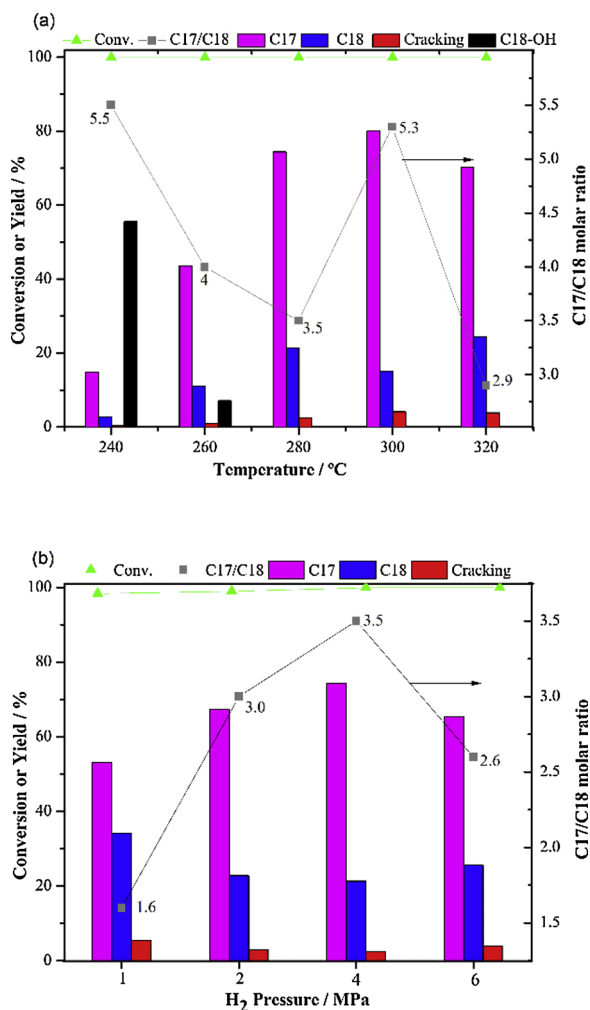 (a)
Conv. C17/C18 C17 C18 Cracking C18-OH
100
80
60
40
20
0
Conversion or Yield / %
5.5
4
3.5
5.3
2.9
5.5
5.0
4.5
4.0
3.5
3.0
C17/C18 molar ratio
240 260 280 300 320
Temperature / ºC
(b)
Conv. C17/C18 C17 C18 Cracking
100
80
60
40
20
0
Conversion or Yield / %
1.6
3.0
3.5
2.6
3.5
3.0
2.5
2.0
1.5
C17/C18 molar ratio
1 2 4 6
H2 Pressure / MPa